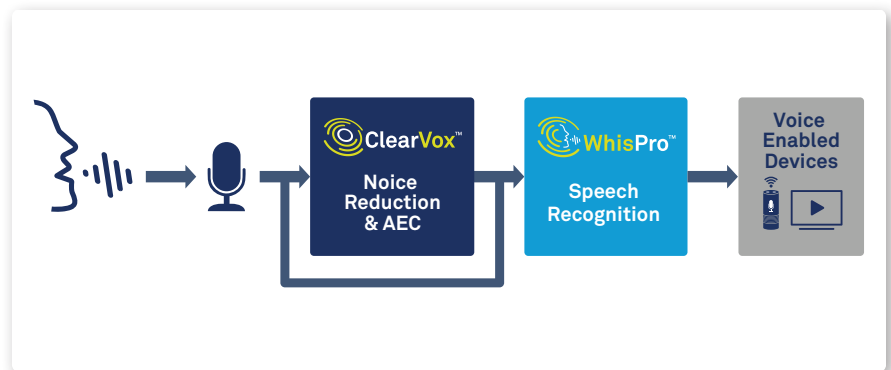 ClearVox™
Noice
Reduction
& AEC
WhisPro™
Speech
Recognition
Voice
Enabled
Devices